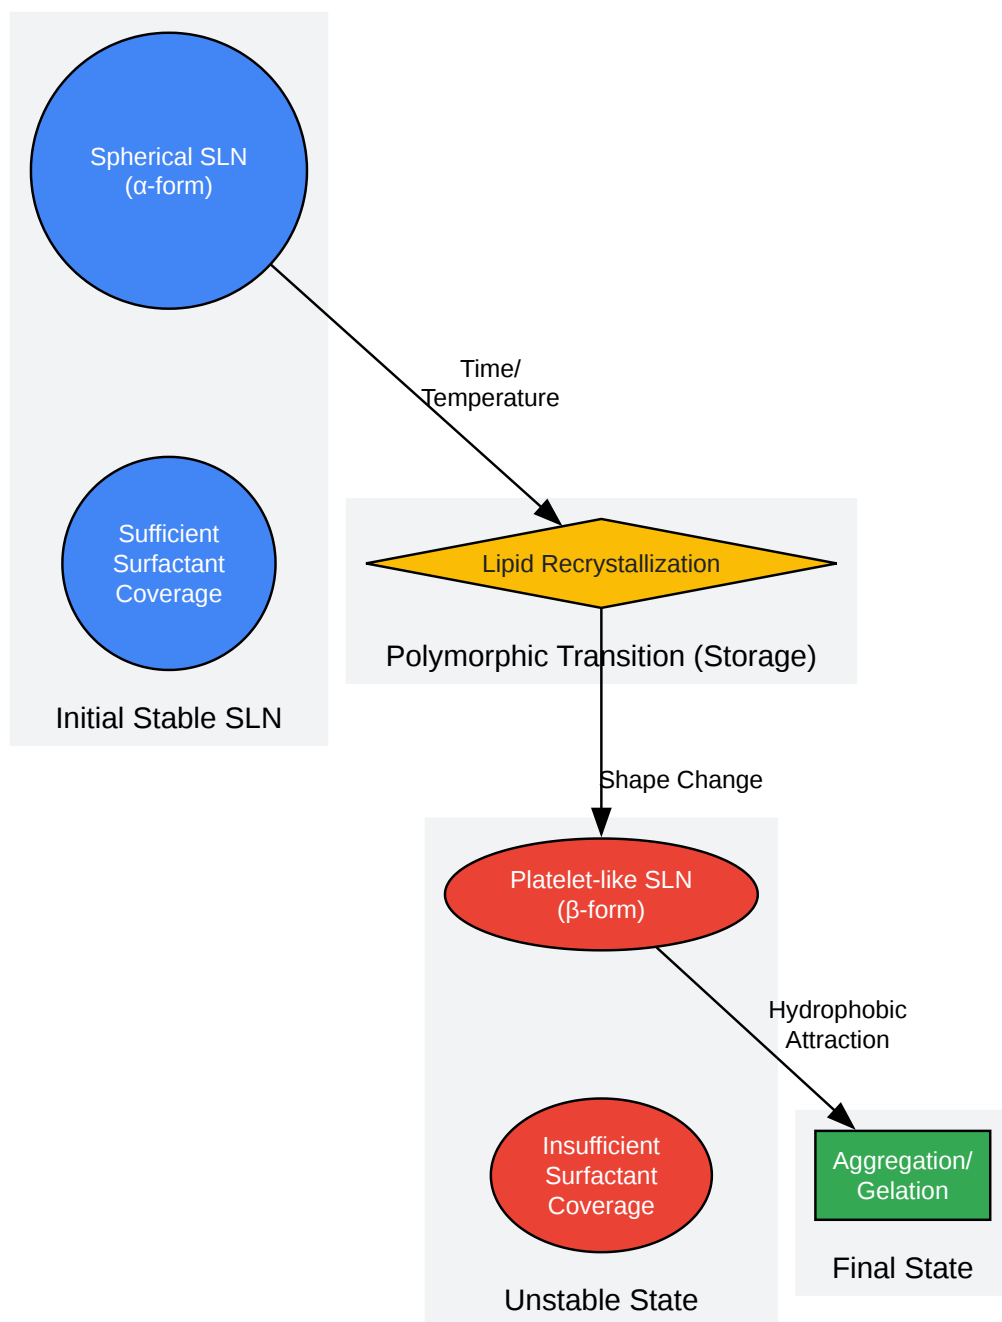 Spherical SLN
(α-form)
Time/
Temperature
Sufficient
Surfactant
Coverage
Initial Stable SLN
Lipid Recrystallization
Polymorphic Transition (Storage)
Shape Change
Platelet-like SLN
(β-form)
Hydrophobic
Attraction
Insufficient
Surfactant
Coverage
Unstable State
Aggregation/
Gelation
Final State